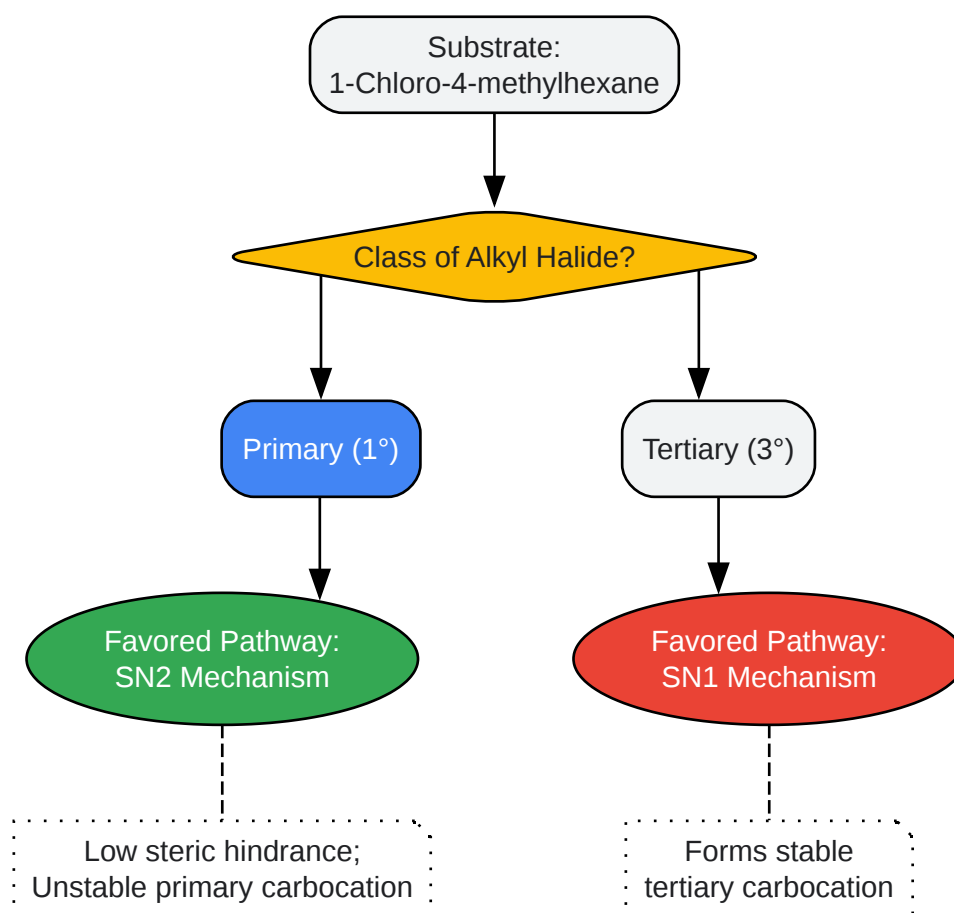 Substrate:
1-Chloro-4-methylhexane
Class of Alkyl Halide?
Primary (1°)
Tertiary (3°)
Favored Pathway:
SN2 Mechanism
Favored Pathway:
SN1 Mechanism
Low steric hindrance;
Unstable primary carbocation
Forms stable
tertiary carbocation